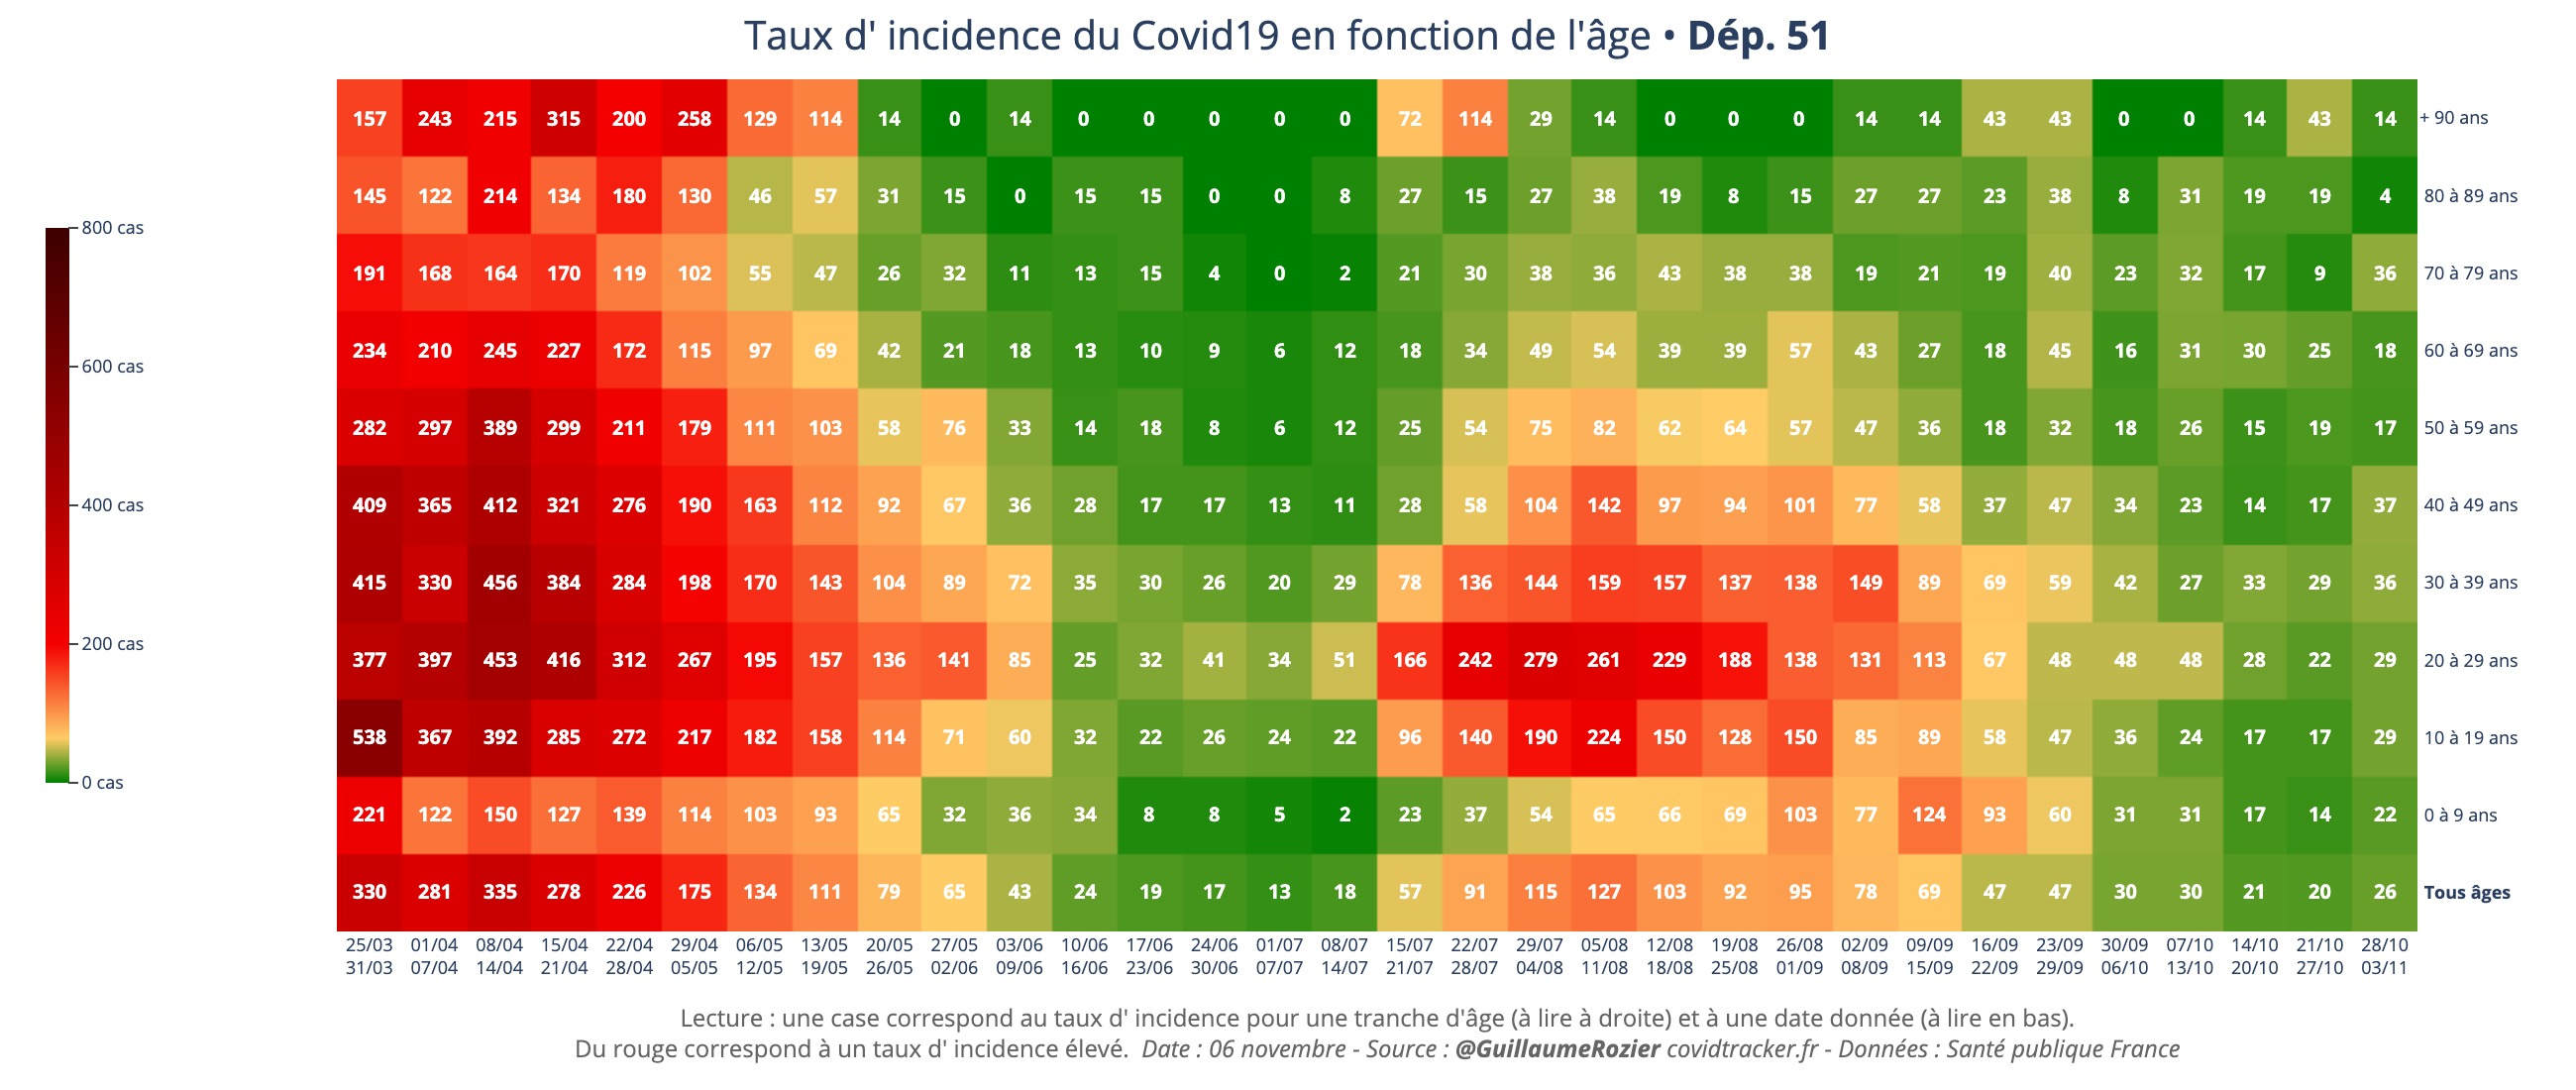 Taux d' incidence du Covid19 en fonction de l'âge • Dép. 51
800 cas
600 cas
400 cas
200 cas
0 cas
157 243 215 315 200 258 129 114 14 0 14 0 0 0 0 0 72 114 29 14 0 0 0 14 14 43 43 0 0 14 43 14 + 90 ans
145 122 214 134 180 130 46 57 31 15 0 15 15 0 0 8 27 15 27 38 19 8 15 27 27 23 38 8 31 19 19 4 80 à 89 ans
191 168 164 170 119 102 55 47 26 32 11 13 15 4 0 2 21 30 38 36 43 38 38 19 21 19 40 23 32 17 9 36 70 à 79 ans
234 210 245 227 172 115 97 69 42 21 18 13 10 9 6 12 18 34 49 54 39 39 57 43 27 18 45 16 31 30 25 18 60 à 69 ans
282 297 389 299 211 179 111 103 58 76 33 14 18 8 6 12 25 54 75 82 62 64 57 47 36 18 32 18 26 15 19 17 50 à 59 ans
409 365 412 321 276 190 163 112 92 67 36 28 17 17 13 11 28 58 104 142 97 94 101 77 58 37 47 34 23 14 17 37 40 à 49 ans
415 330 456 384 284 198 170 143 104 89 72 35 30 26 20 29 78 136 144 159 157 137 138 149 89 69 59 42 27 33 29 36 30 à 39 ans
377 397 453 416 312 267 195 157 136 141 85 25 32 41 34 51 166 242 279 261 229 188 138 131 113 67 48 48 48 28 22 29 20 à 29 ans
538 367 392 285 272 217 182 158 114 71 60 32 22 26 24 22 96 140 190 224 150 128 150 85 89 58 47 36 24 17 17 29 10 à 19 ans
221 122 150 127 139 114 103 93 65 32 36 34 8 8 5 2 23 37 54 65 66 69 103 77 124 93 60 31 31 17 14 22 0 à 9 ans
330 281 335 278 226 175 134 111 79 65 43 24 19 17 13 18 57 91 115 127 103 92 95 78 69 47 47 30 30 21 20 26 Tous âges
25/03 01/04 08/04 15/04 22/04 29/04 06/05 13/05 20/05 27/05 03/06 10/06 17/06 24/06 01/07 08/07 15/07 22/07 29/07 05/08 12/08 19/08 26/08 02/09 09/09 16/09 23/09 30/09 07/10 14/10 21/10 28/10
31/03 07/04 14/04 21/04 28/04 05/05 12/05 19/05 26/05 02/06 09/06 16/06 23/06 30/06 07/07 14/07 21/07 28/07 04/08 11/08 18/08 25/08 01/09 08/09 15/09 22/09 29/09 06/10 13/10 20/10 27/10 03/11
Lecture : une case correspond au taux d' incidence pour une tranche d'âge (à lire à droite) et à une date donnée (à lire en bas).
Du rouge correspond à un taux d' incidence élevé. Date : 06 novembre - Source : @GuillaumeRozier covidtracker.fr - Données : Santé publique France